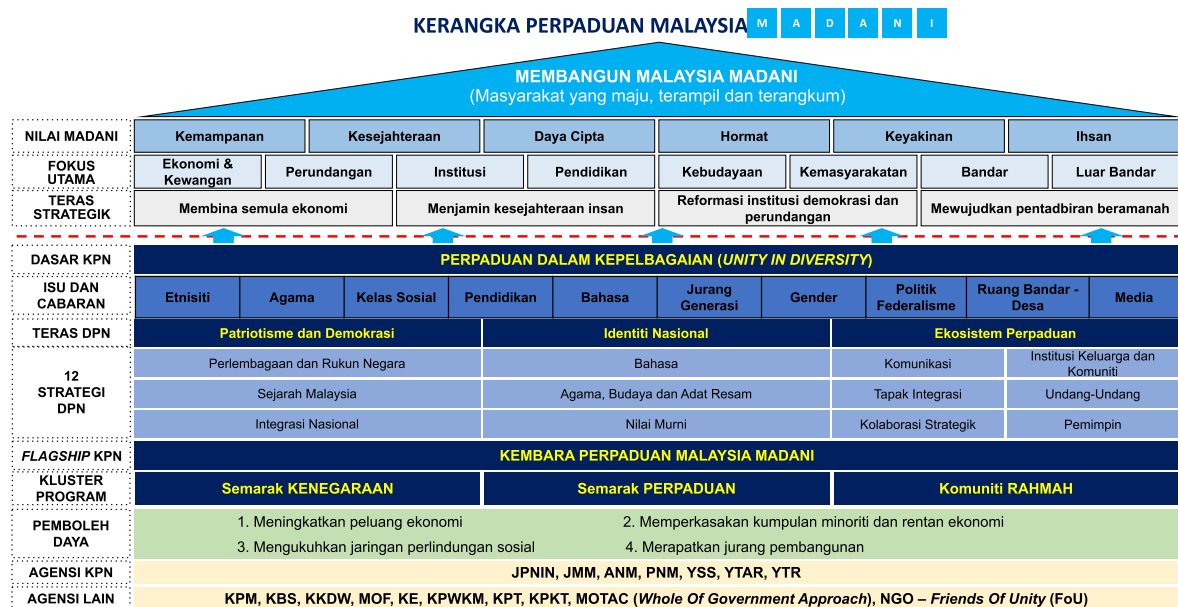 KERANGKA PERPADUAN MALAYSIA M A D A N I
MEMBANGUN MALAYSIA MADANI
(Masyarakat yang maju, terampil dan terangkum)
NILAI MADANI
Kemampanan
Kesejahteraan
Daya Cipta
Hormat
Keyakinan
Ihsan
FOKUS
UTAMA
Ekonomi &
Kewangan
Perundangan
Institusi
Pendidikan
Kebudayaan
Kemasyarakatan
Bandar
Luar Bandar
TERAS
STRATEGIK
Membina semula ekonomi
Menjamin kesejahteraan insan
Reformasi institusi demokrasi dan
perundangan
Mewujudkan pentadbiran beramanah
DASAR KPN
PERPADUAN DALAM KEPELBAGAIAN (UNITY IN DIVERSITY)
ISU DAN
CABARAN
Etnisiti
Agama
Kelas Sosial
Pendidikan
Bahasa
Jurang
Generasi
Gender
Politik
Federalisme
Ruang Bandar -
Desa
Media
TERAS DPN
Patriotisme dan Demokrasi
Identiti Nasional
Ekosistem Perpaduan
12
STRATEGI
DPN
Perlembagaan dan Rukun Negara
Bahasa
Komunikasi
Institusi Keluarga dan
Komuniti
Sejarah Malaysia
Agama, Budaya dan Adat Resam
Tapak Integrasi
Undang-Undang
Integrasi Nasional
Nilai Murni
Kolaborasi Strategik
Pemimpin
FLAGSHIP KPN
KEMBARA PERPADUAN MALAYSIA MADANI
KLUSTER
PROGRAM
Semarak KENEGARAAN
Semarak PERPADUAN
Komuniti RAHMAH
PEMBOLEH
DAYA
1. Meningkatkan peluang ekonomi
2. Memperkasakan kumpulan minoriti dan rentan ekonomi
3. Mengukuhkan jaringan perlindungan sosial
4. Merapatkan jurang pembangunan
AGENSI KPN
JPNIN, JMM, ANM, PNM, YSS, YTAR, YTR
AGENSI LAIN
KPM, KBS, KKDW, MOF, KE, KPWKM, KPT, KPKT, MOTAC (Whole Of Government Approach), NGO – Friends Of Unity (FoU)